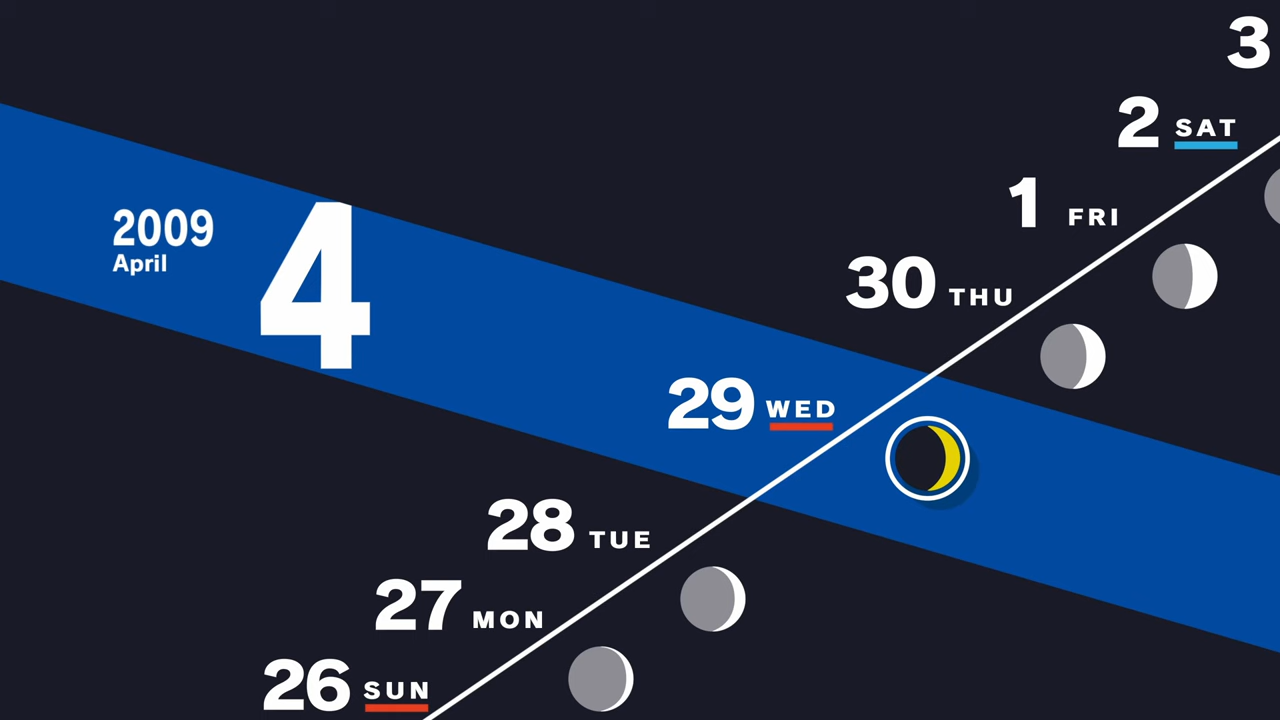 3
2 SAT
1 FRI
30 THU
2009
April
4
29 WED
28 TUE
27 MON
26 SUN